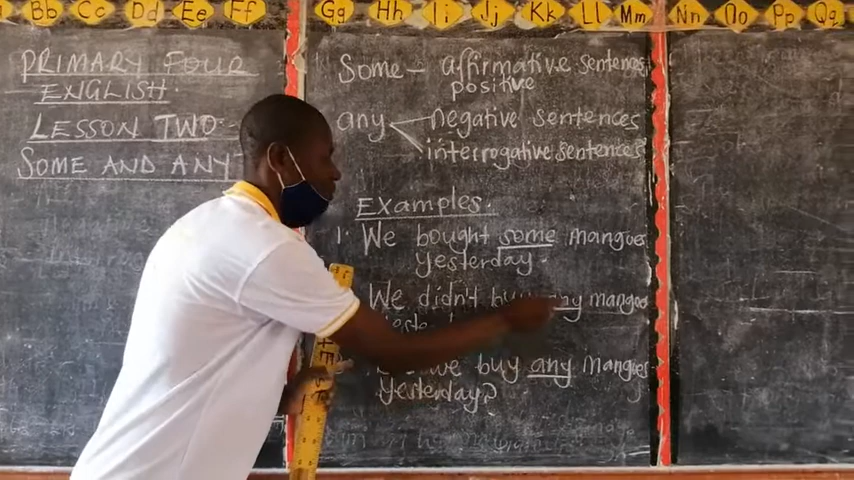 Bb Cc Dd Ee Ff Gg Hh Ii Jj Kk Ll Mm Nn Oo Pp Qq
PRIMARY FOUR
ENGLISH
LESSON TWO:
SOME AND ANY
Some - affirmative sentences
positive
any negative sentences
interrogative sentences
Examples
1. We bought some mangoes
yesterday.
We didn't any mangoes
we buy any mangoes
yesterday?